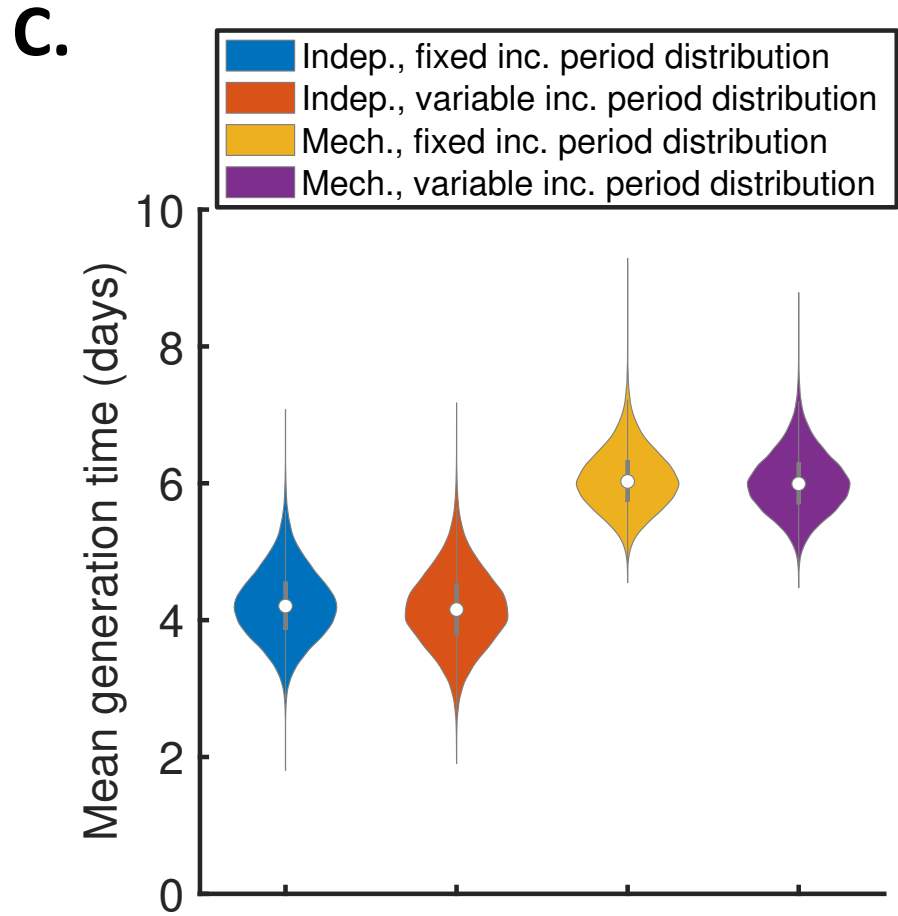 C.
Indep., fixed inc. period distribution
Indep., variable inc. period distribution
Mech., fixed inc. period distribution
Mech., variable inc. period distribution
Mean generation time (days)
10
8
6
4
2
0